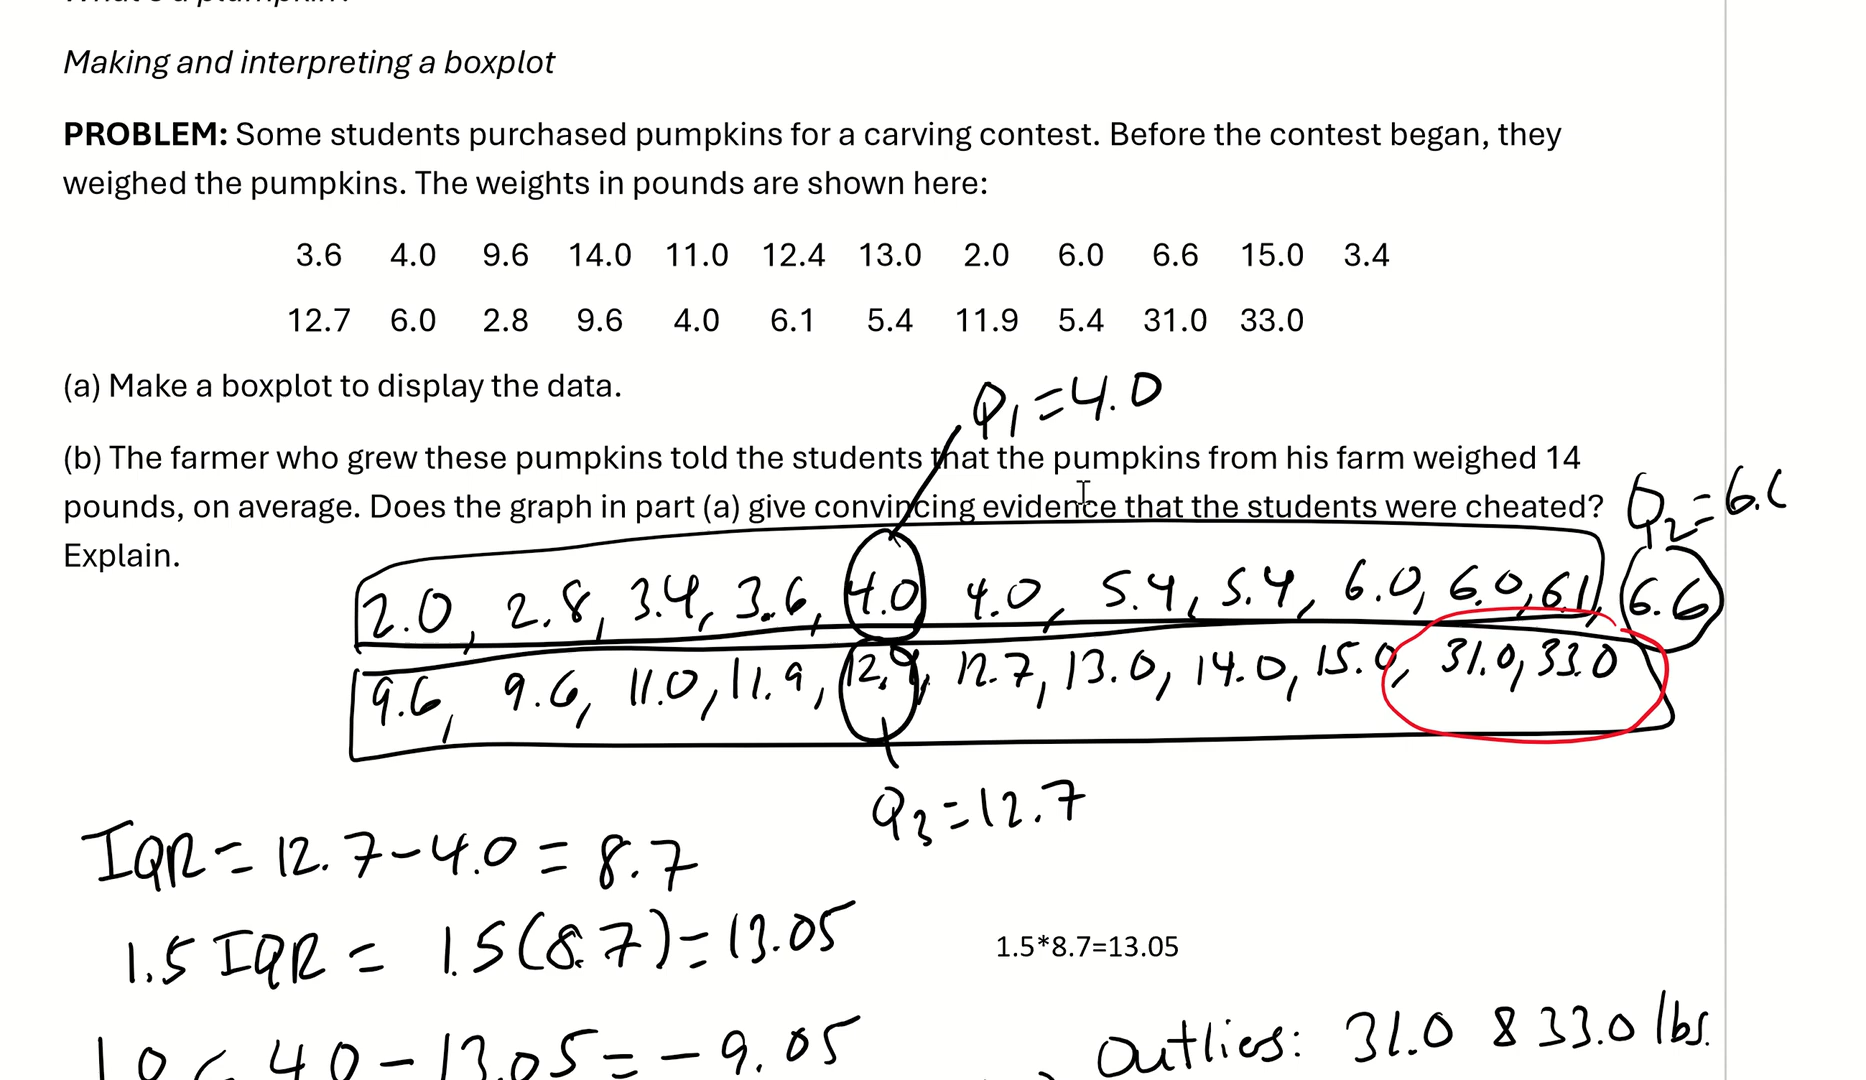 Making and interpreting a boxplot
PROBLEM: Some students purchased pumpkins for a carving contest. Before the contest began, they
weighed the pumpkins. The weights in pounds are shown here:
3.6 4.0 9.6 14.0 11.0 12.4 13.0 2.0 6.0 6.6 15.0 3.4
12.7 6.0 2.8 9.6 4.0 6.1 5.4 11.9 5.4 31.0 33.0
(a) Make a boxplot to display the data.
Q1 = 4.0
(b) The farmer who grew these pumpkins told the students that the pumpkins from his farm weighed 14
pounds, on average. Does the graph in part (a) give convincing evidence that the students were cheated?
Explain.
Q2 = 6.
2.0, 2.8, 3.4, 3.6, 4.0 4.0, 5.4, 5.4, 6.0, 6.0, 6.1, 6.6
9.6, 9.6, 11.0, 11.9, 12.4, 12.7, 13.0, 14.0, 15.0, 31.0, 33.0
Q3 = 12.7
IQR = 12.7 - 4.0 = 8.7
1.5 IQR = 1.5(8.7) = 13.05
1.5*8.7=13.05
4.0 - 13.05 = - 9.05
Outliers: 31.0 & 33.0 lbs.